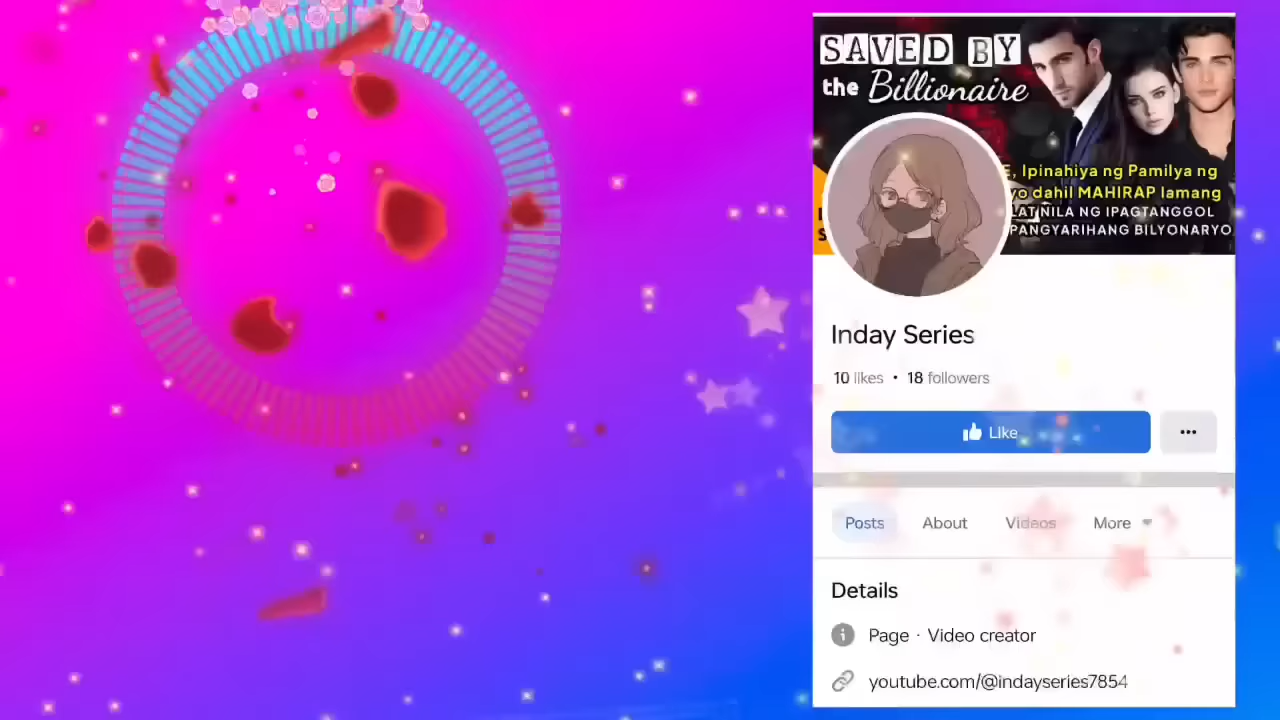 SAVED BY
the Billionaire
, Ipinahiya ng Pamilya ng
yo dahil MAHIRAP lamang
NILA NG IPAGTANGGOL
PANGYARIHANG BILYONARYO
Inday Series
10 likes • 18 followers
Like
Posts About Videos More
Details
Page · Video creator
youtube.com/@indayseries7854